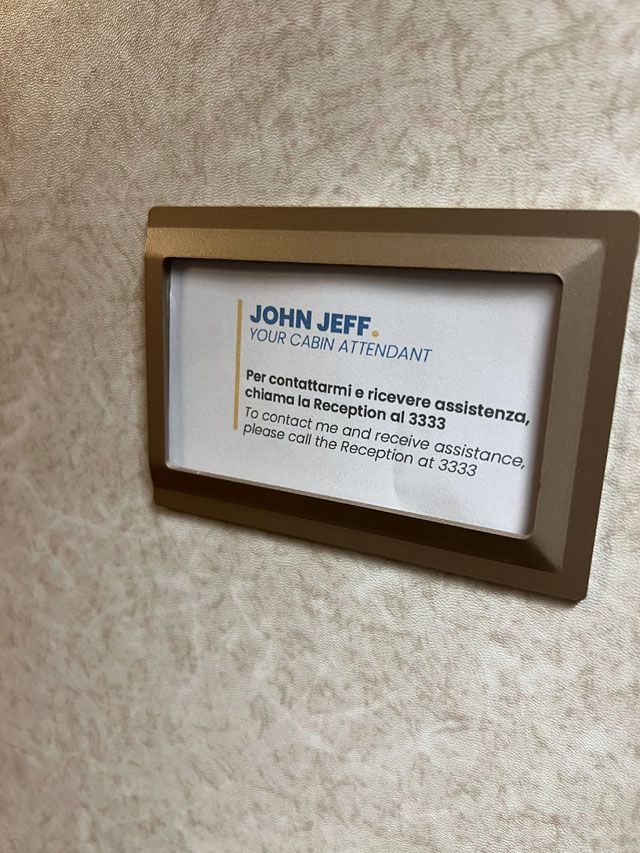 JOHN JEFF.
YOUR CABIN ATTENDANT
Per contattarmi e ricevere assistenza,
chiama la Reception al 3333
To contact me and receive assistance,
please call the Reception at 3333